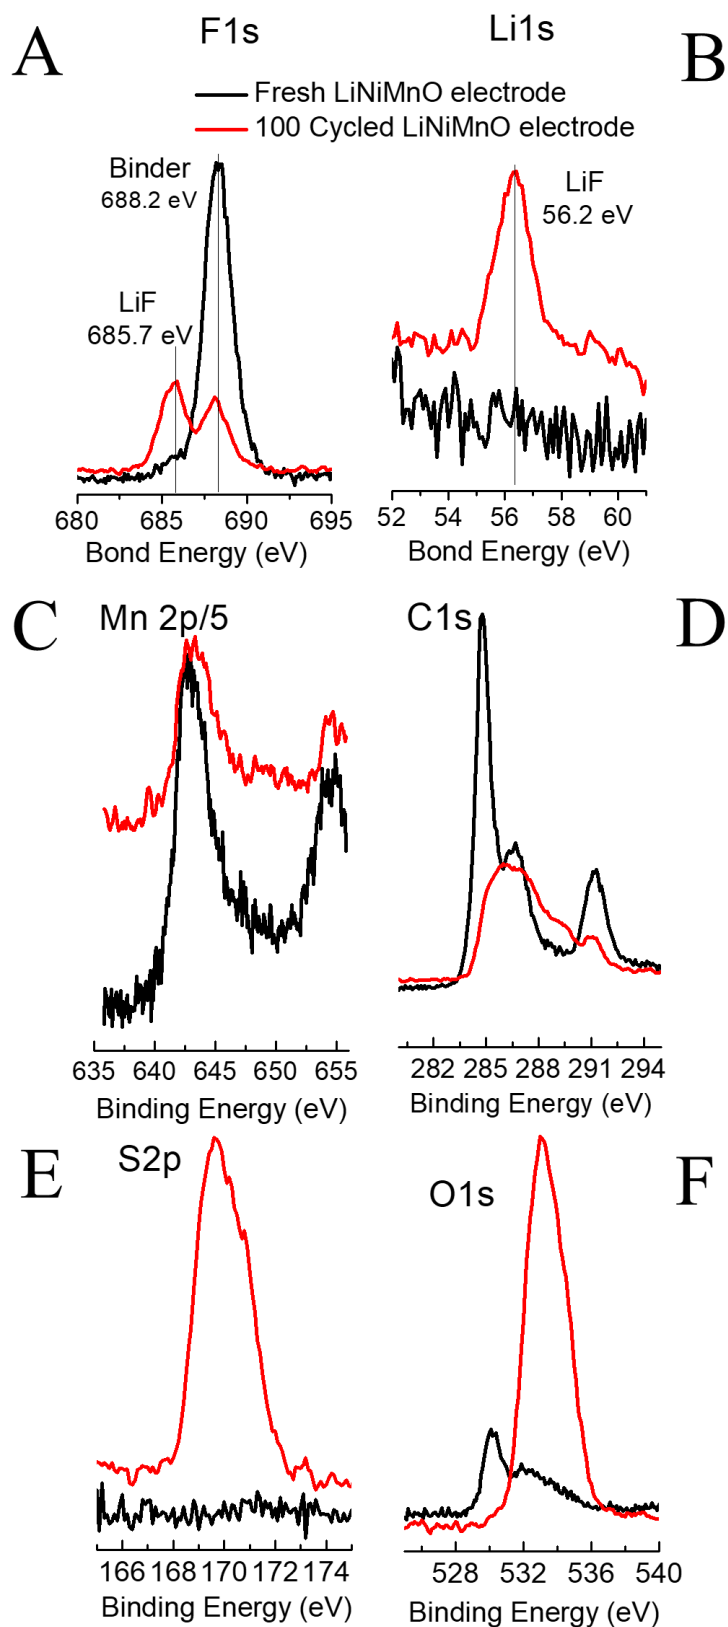 A
F1s
Li1s
B
Fresh LiNiMnO electrode
100 Cycled LiNiMnO electrode
Binder
688.2 eV
LiF
685.7 eV
LiF
56.2 eV
680 685 690 695
Bond Energy (eV)
52 54 56 58 60
Bond Energy (eV)
C
Mn 2p/5
C1s
D
635 640 645 650 655
Binding Energy (eV)
282 285 288 291 294
Binding Energy (eV)
E
S2p
O1s
F
166 168 170 172 174
Binding Energy (eV)
528 532 536 540
Binding Energy (eV)